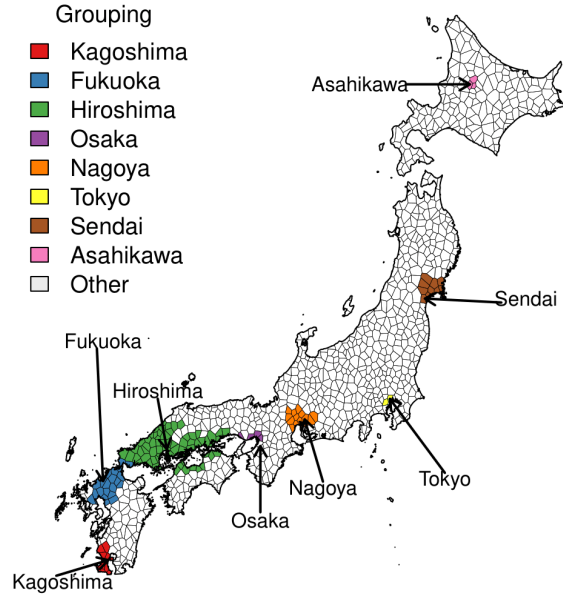 Grouping
Kagoshima
Fukuoka
Hiroshima
Osaka
Nagoya
Tokyo
Sendai
Asahikawa
Other
Asahikawa
Sendai
Fukuoka
Hiroshima
Tokyo
Nagoya
Osaka
Kagoshima